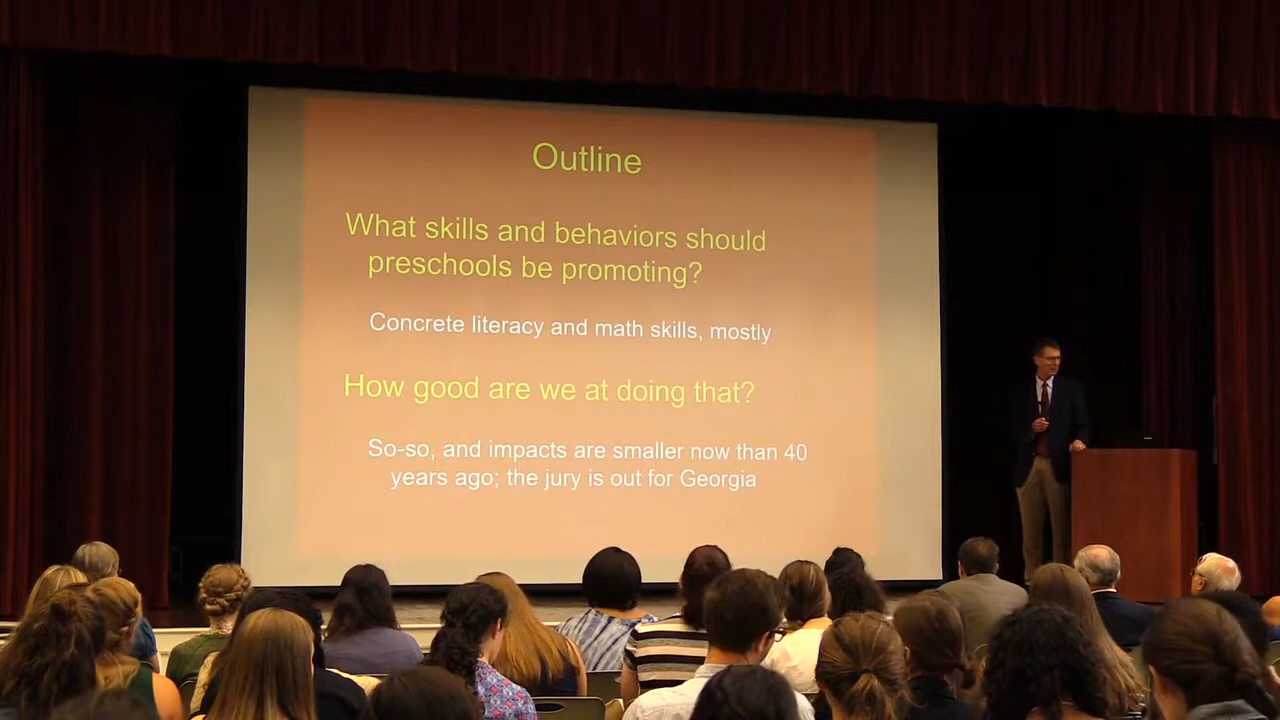 Outline
What skills and behaviors should
preschools be promoting?
Concrete literacy and math skills, mostly
How good are we at doing that?
So-so, and impacts are smaller now than 40
years ago; the jury is out for Georgia